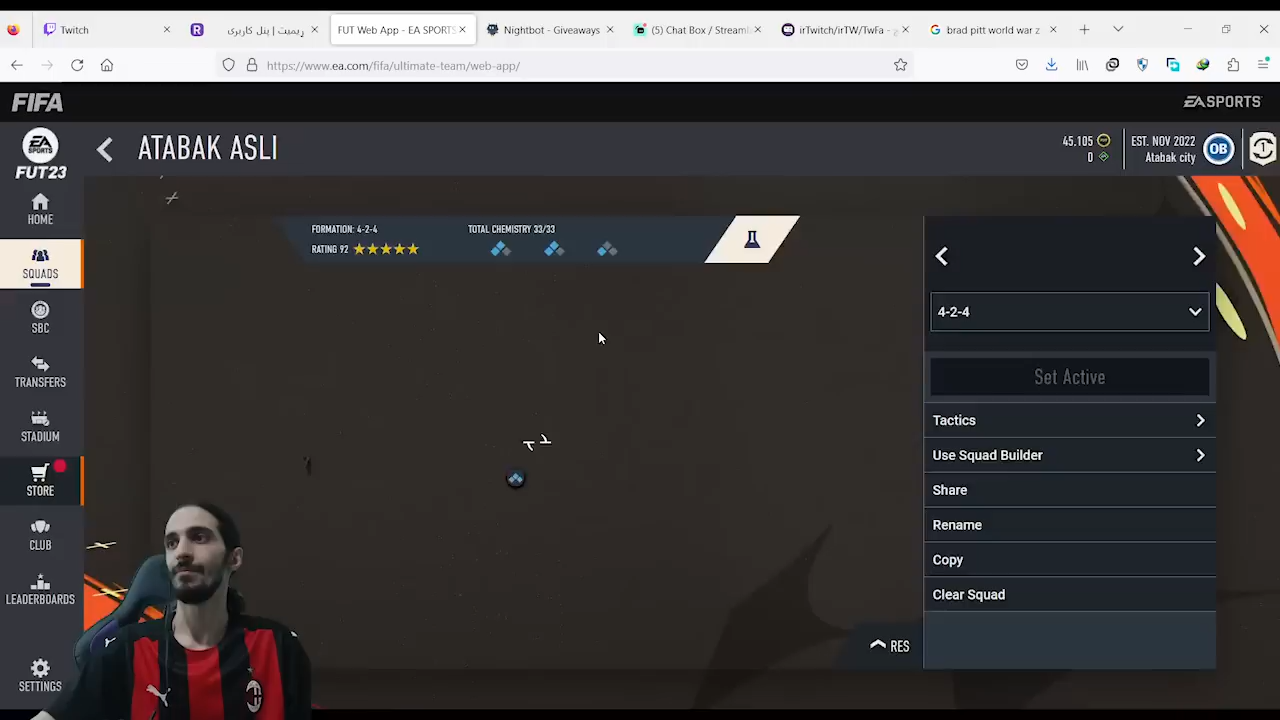 Twitch
ریمیت | پنل کاربری
FUT Web App - EA SPORTS
Nightbot - Giveaways
(5) Chat Box / Streaml
irTwitch/irTW/TwFa -
brad pitt world war z
https://www.ea.com/fifa/ultimate-team/web-app/
FIFA
EA SPORTS
EA SPORTS
FUT23
ATABAK ASLI
45,105
0
EST. NOV 2022
Atabak city
OB
HOME
SQUADS
SBC
TRANSFERS
STADIUM
STORE
CLUB
LEADERBOARDS
SETTINGS
FORMATION: 4-2-4
TOTAL CHEMISTRY 33/33
RATING 92
4-2-4
Set Active
Tactics
Use Squad Builder
Share
Rename
Copy
Clear Squad
RES